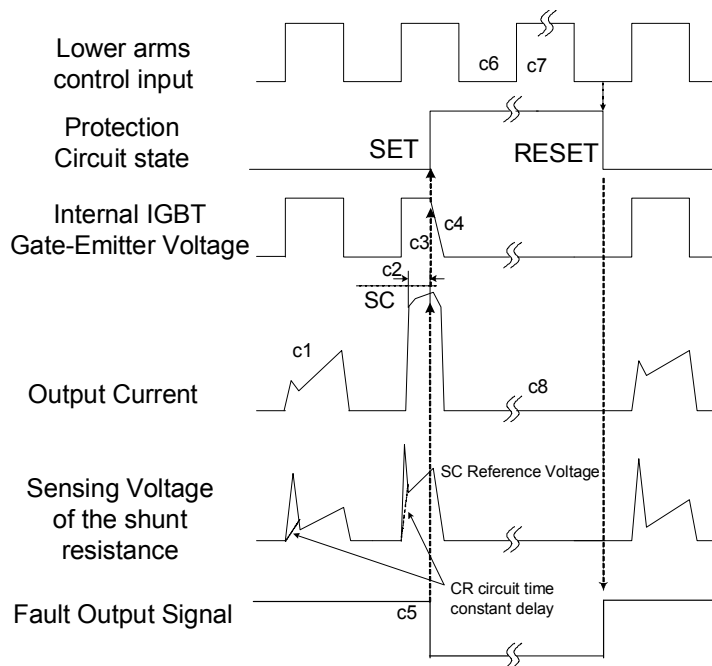 Lower arms
control input
c6
c7
Protection
Circuit state
SET
RESET
Internal IGBT
Gate-Emitter Voltage
c4
c3
c2
SC
c1
Output Current
c8
SC Reference Voltage
Sensing Voltage
of the shunt
resistance
CR circuit time
constant delay
Fault Output Signal
c5